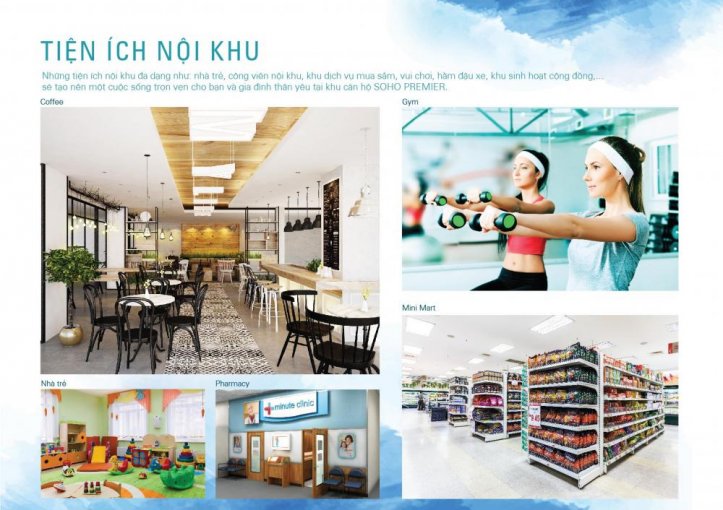 TIỆN ÍCH NỘI KHU
Những tiện ích nội khu đa dạng như: nhà trẻ, công viên nội khu, khu dịch vụ mua sắm, vui chơi, hầm đậu xe, khu sinh hoạt cộng đồng,....
sẽ tạo nên một cuộc sống trọn vẹn cho bạn và gia đình thân yêu tại khu căn hộ SOHO PREMIER.
Coffee
Gym
Mini Mart
Nhà trẻ
Pharmacy
minute clinic